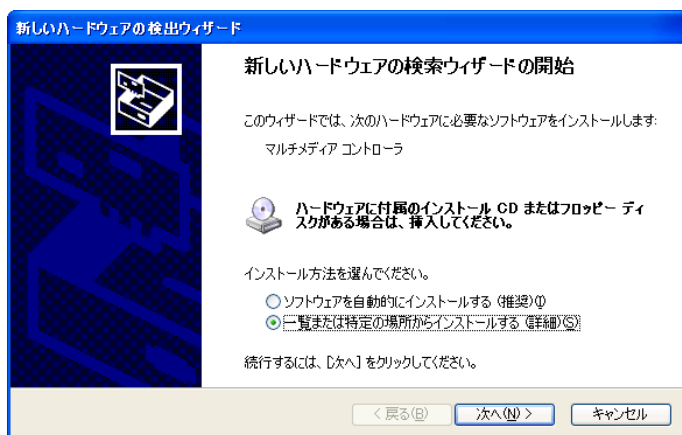 新しいハードウェアの検出ウィザード
新しいハードウェアの検索ウィザードの開始
このウィザードでは、次のハードウェアに必要なソフトウェアをインストールします:
マルチメディア コントローラ
ハードウェアに付属のインストール CD またはフロッピー ディ
スクがある場合は、挿入してください。
インストール方法を選んでください。
ソフトウェアを自動的にインストールする (推奨)(I)
一覧または特定の場所からインストールする (詳細)(S)
続行するには、[次へ] をクリックしてください。
< 戻る(B) 次へ(N) > キャンセル